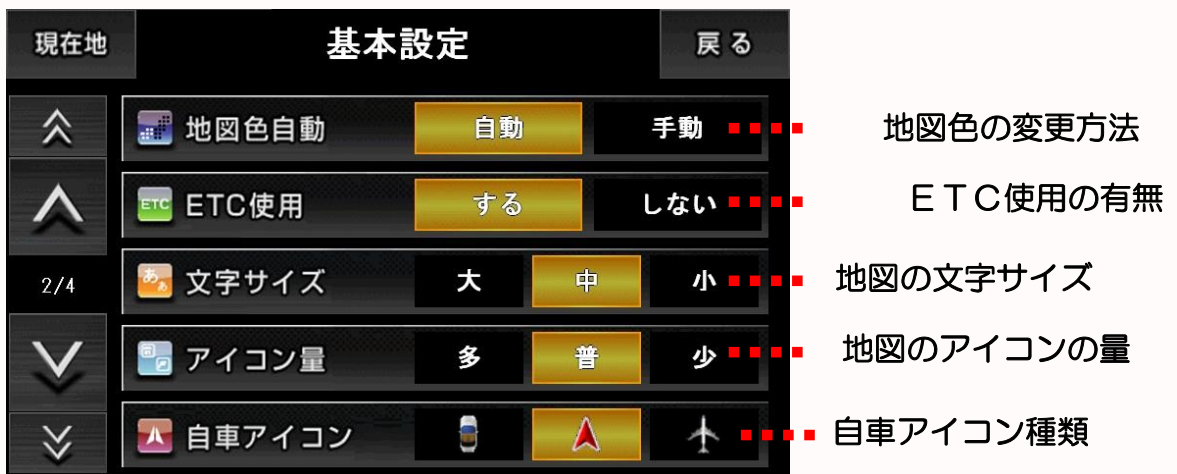 現在地 基本設定 戻る
地図色自動 自動 手動 地図色の変更方法
ETC ETC使用 する しない ETC使用の有無
2/4 ああ 文字サイズ 大 中 小 地図の文字サイズ
アイコン量 多 普 少 地図のアイコンの量
自車アイコン 自車アイコン種類